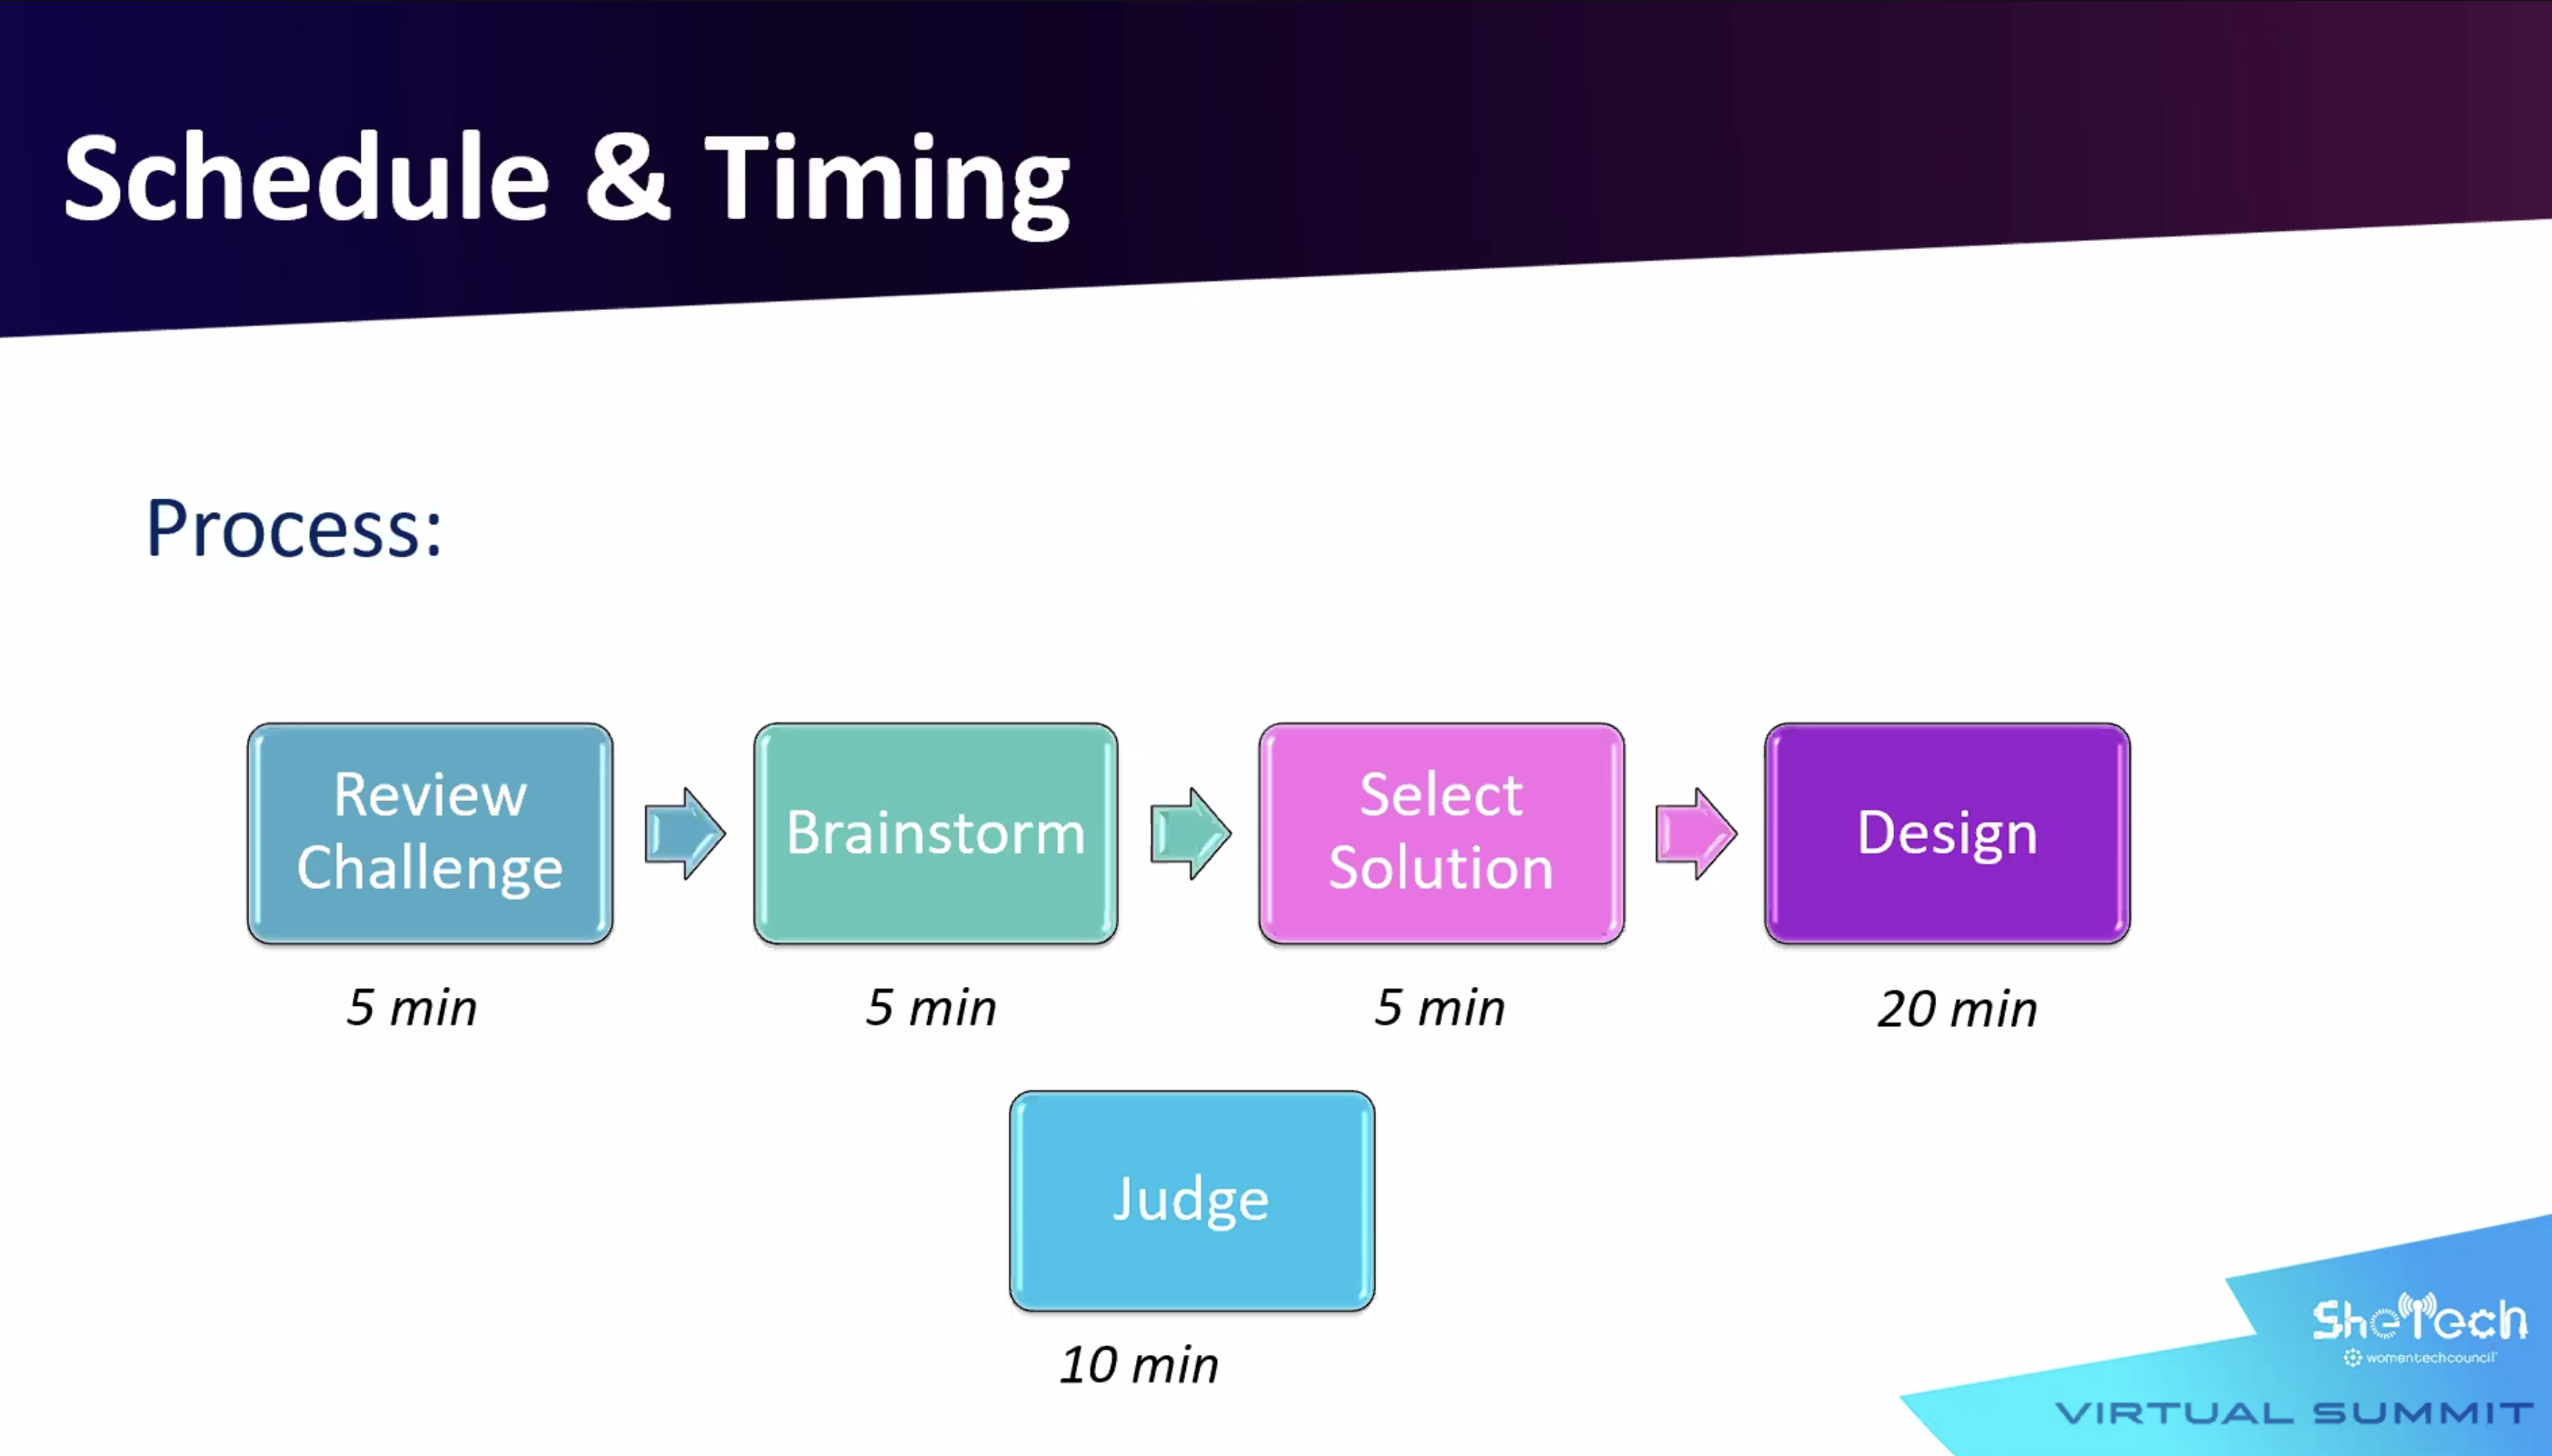 Schedule & Timing
Process:
Review
Challenge
Brainstorm
Select
Solution
Design
5 min
5 min
5 min
20 min
Judge
10 min
SheTech
womentechcouncil
VIRTUAL SUMMIT